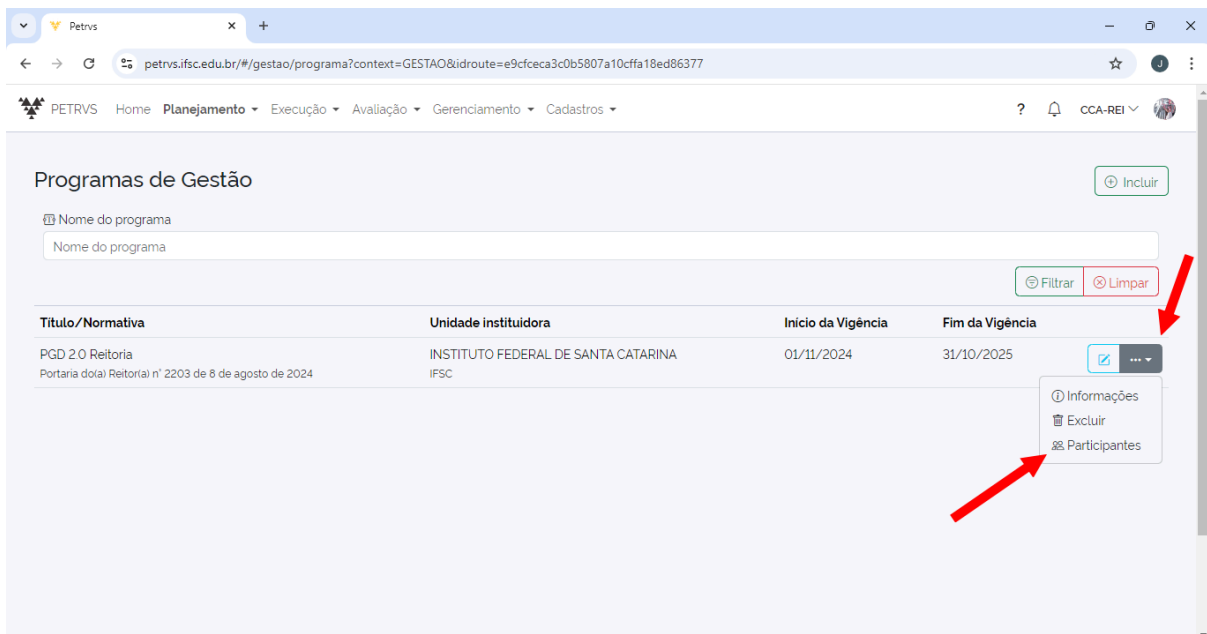 Petrvs
petrvs.ifsc.edu.br/#/gestao/programa?context=GESTAO&idroute=e9cfceca3c0b5807a10cffa18ed86377
J
PETRVS Home Planejamento Execução Avaliação Gerenciamento Cadastros ? CCA-REI
Programas de Gestão
Incluir
Nome do programa
Nome do programa
Filtrar Limpar
Título/Normativa Unidade instituidora Início da Vigência Fim da Vigência
PGD 2.0 Reitoria INSTITUTO FEDERAL DE SANTA CATARINA 01/11/2024 31/10/2025
Portaria do(a) Reitor(a) n° 2203 de 8 de agosto de 2024 IFSC
Informações
Excluir
Participantes